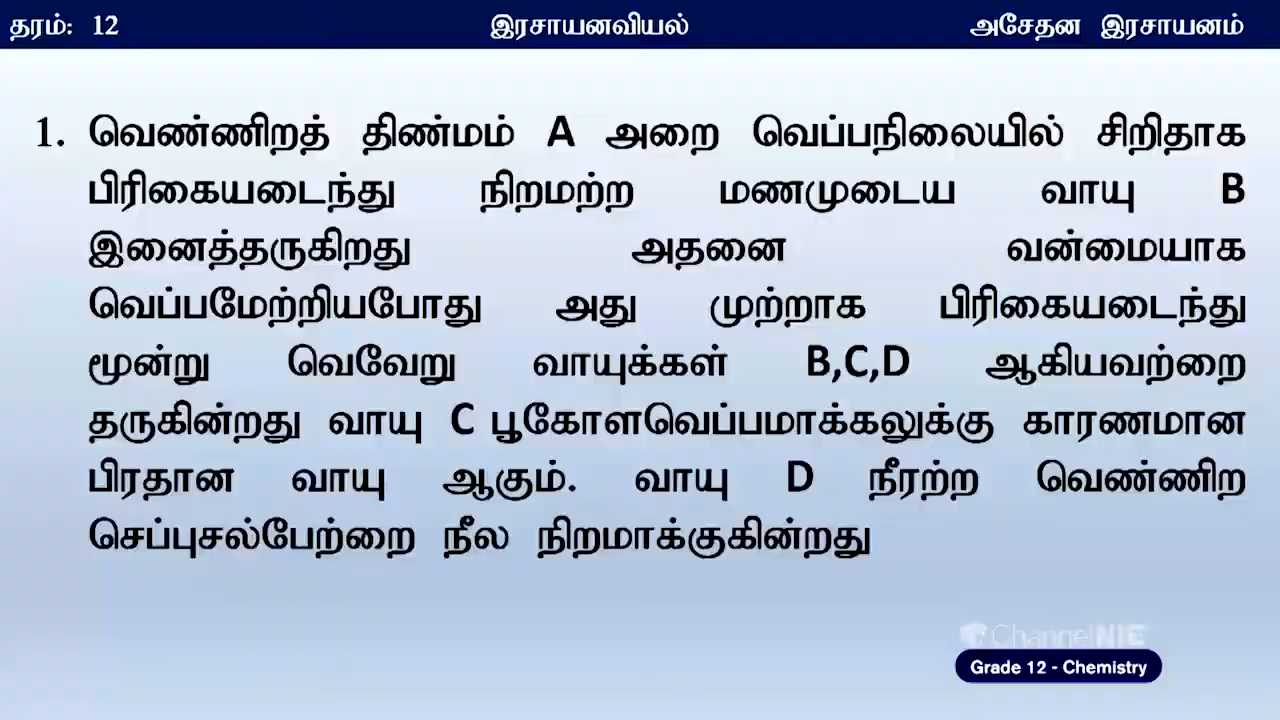 தரம்: 12 இரசாயனவியல் அசேதன இரசாயனம்
1. வெண்ணிறத் திண்மம் A அறை வெப்பநிலையில் சிறிதாக
பிரிகையடைந்து நிறமற்ற மணமுடைய வாயு B
இனைத்தருகிறது அதனை வன்மையாக
வெப்பமேற்றியபோது அது முற்றாக பிரிகையடைந்து
மூன்று வெவேறு வாயுக்கள் B,C,D ஆகியவற்றை
தருகின்றது வாயு C பூகோளவெப்பமாக்கலுக்கு காரணமான
பிரதான வாயு ஆகும். வாயு D நீரற்ற வெண்ணிற
செப்புசல்பேற்றை நீல நிறமாக்குகின்றது
Channel NIE
Grade 12 - Chemistry